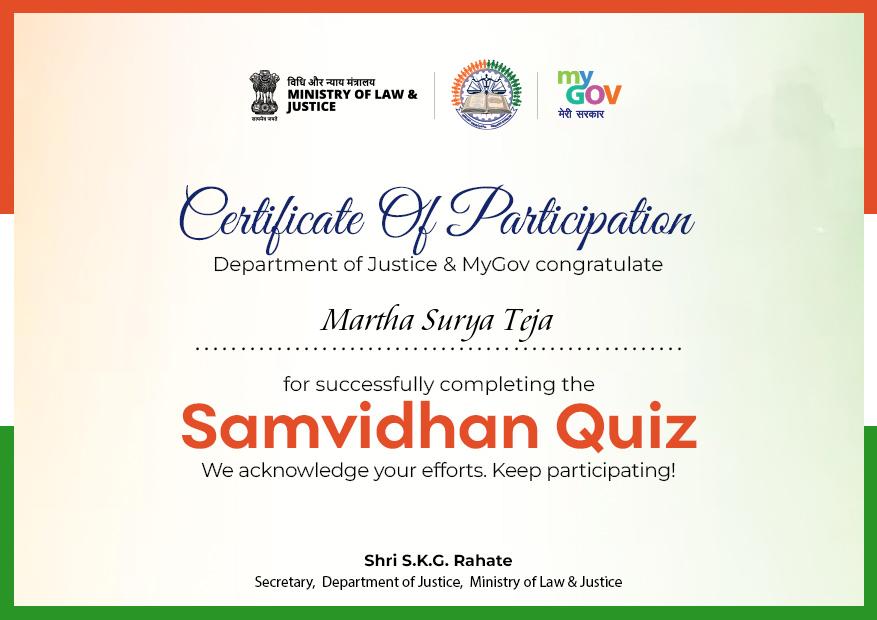 विधि और न्याय मंत्रालय
MINISTRY OF LAW &
JUSTICE
सत्यमेव जयते
my
GOV
मेरी सरकार
Certificate Of Participation
Department of Justice & MyGov congratulate
Martha Surya Teja
for successfully completing the
Samvidhan Quiz
We acknowledge your efforts. Keep participating!
Shri S.K.G. Rahate
Secretary, Department of Justice, Ministry of Law & Justice